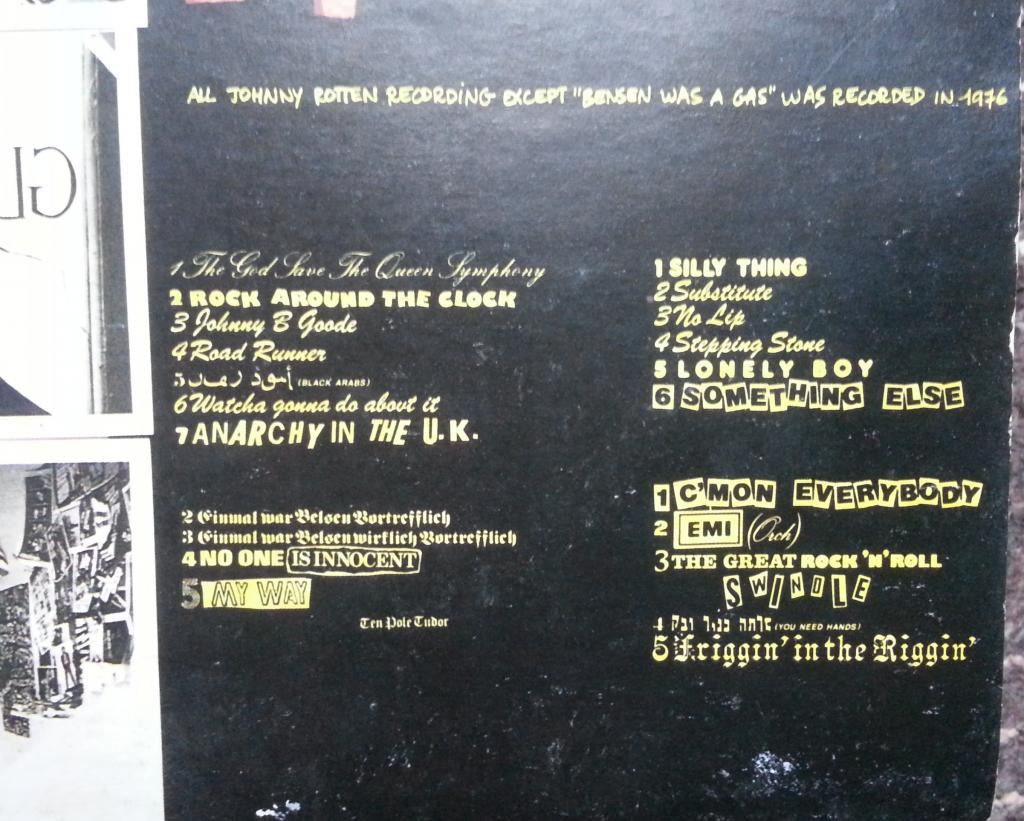 GL
ALL JOHNNY ROTTEN RECORDING EXCEPT "BENSEN WAS A GAS" WAS RECORDED IN 1976
1 The God Save The Queen Symphony
2 ROCK AROUND THE CLOCK
3 Johnny B Goode
4 Road Runner
5 (BLACK ARABS)
6 Watcha gonna do about it
7 ANARCHY IN THE U.K.
2 Einmal war Belsen Vortrefflich
3 Einmal war Belsen wirklich Vortrefflich
4 NO ONE IS INNOCENT
5 MY WAY
Ten Pole Tudor
1 SILLY THING
2 Substitute
3 No Lip
4 Stepping Stone
5 LONELY BOY
6 SOMETHING ELSE
1 C'MON EVERYBODY
2 EMI (Orch)
3 THE GREAT ROCK 'N' ROLL
SWINDLE
4 (YOU NEED HANDS)
5 Friggin' in the Riggin'